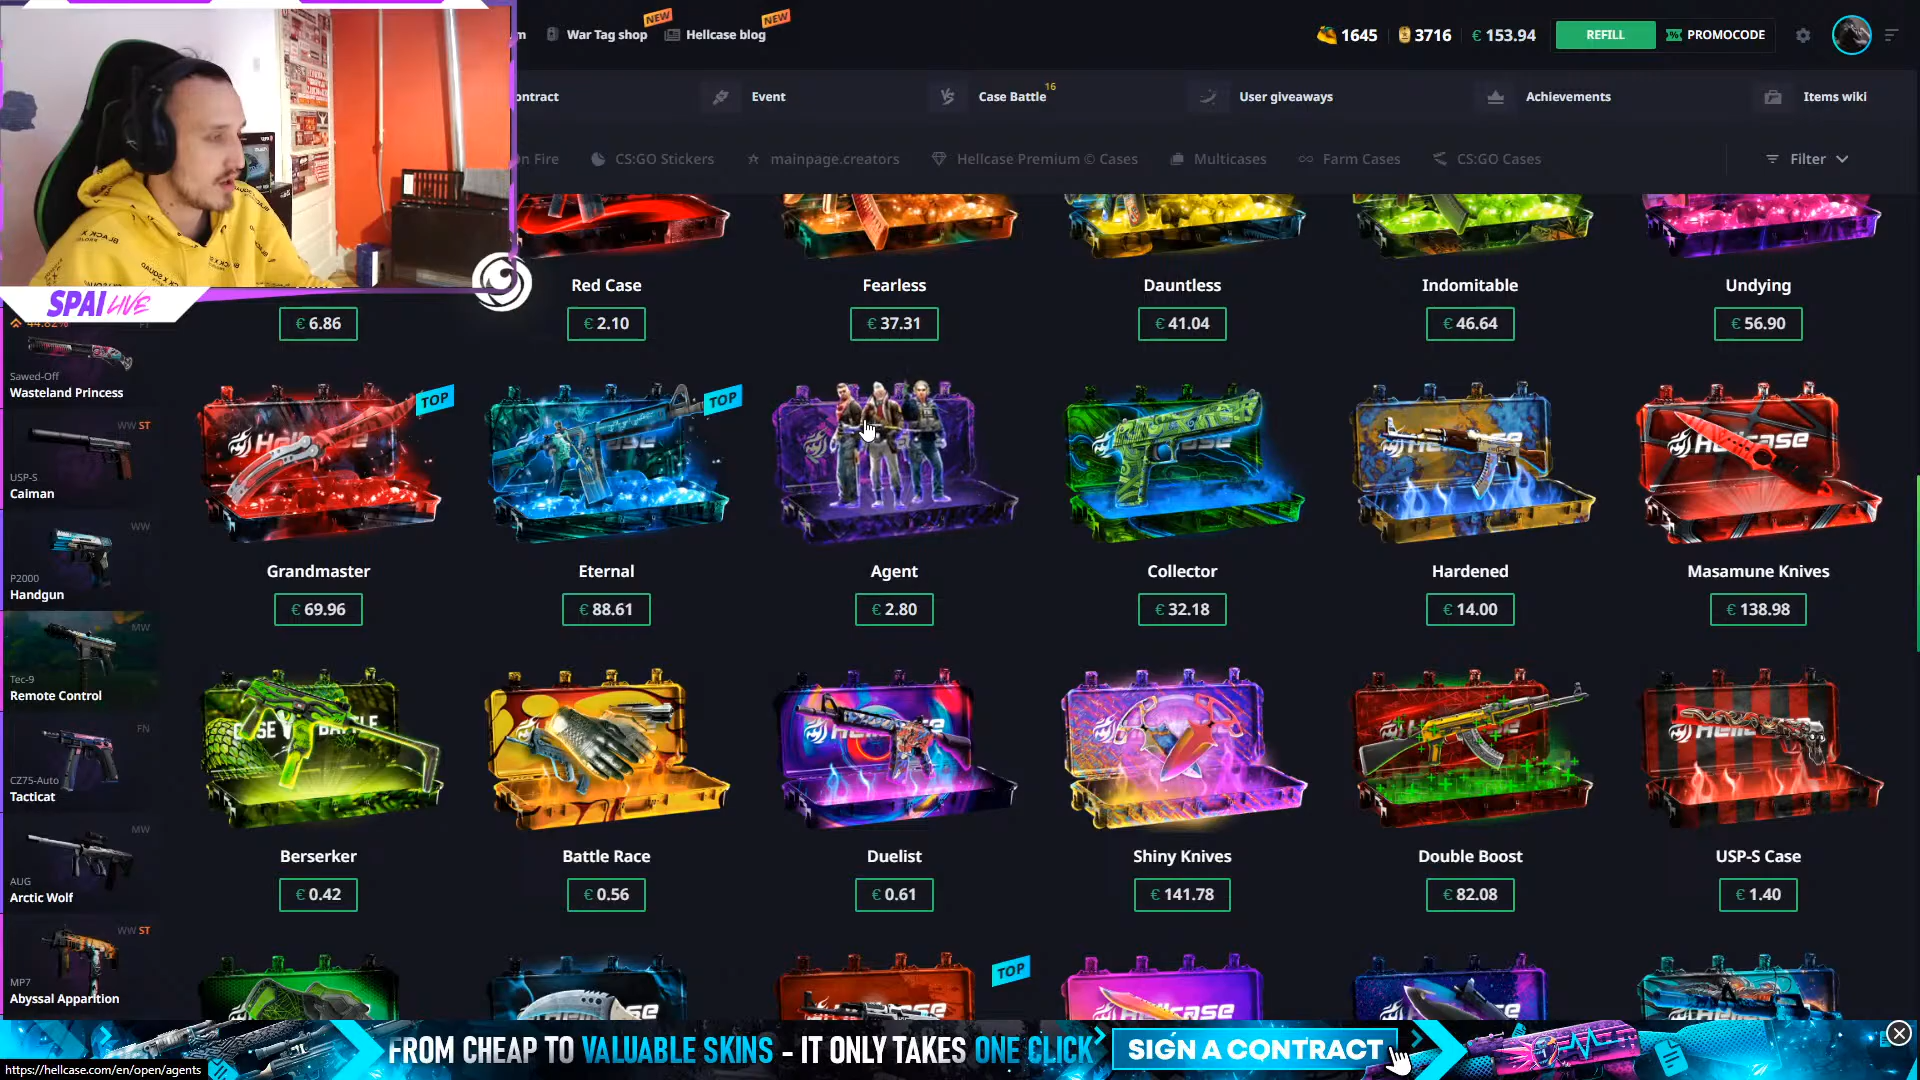 m
War Tag shop
NEW
Hellcase blog
NEW
1645
3716
€ 153.94
REFILL
% PROMOCODE
ontract
Event
Case Battle
16
User giveaways
Achievements
Items wiki
n Fire
CS:GO Stickers
mainpage.creators
Hellcase Premium © Cases
Multicases
Farm Cases
CS:GO Cases
Filter
SPAI LIVE
Red Case
Fearless
Dauntless
Indomitable
Undying
€ 6.86
€ 2.10
€ 37.31
€ 41.04
€ 46.64
€ 56.90
44.82%
FT
Sawed-Off
Wasteland Princess
WW ST
USP-S
Caiman
WW
P2000
Handgun
MW
Tec-9
Remote Control
FN
CZ75-Auto
Tacticat
MW
AUG
Arctic Wolf
WW ST
MP7
Abyssal Apparition
TOP
TOP
Grandmaster
Eternal
Agent
Collector
Hardened
Masamune Knives
€ 69.96
€ 88.61
€ 2.80
€ 32.18
€ 14.00
€ 138.98
Berserker
Battle Race
Duelist
Shiny Knives
Double Boost
USP-S Case
€ 0.42
€ 0.56
€ 0.61
€ 141.78
€ 82.08
€ 1.40
TOP
FROM CHEAP TO VALUABLE SKINS - IT ONLY TAKES ONE CLICK
SIGN A CONTRACT
https://hellcase.com/en/open/agents